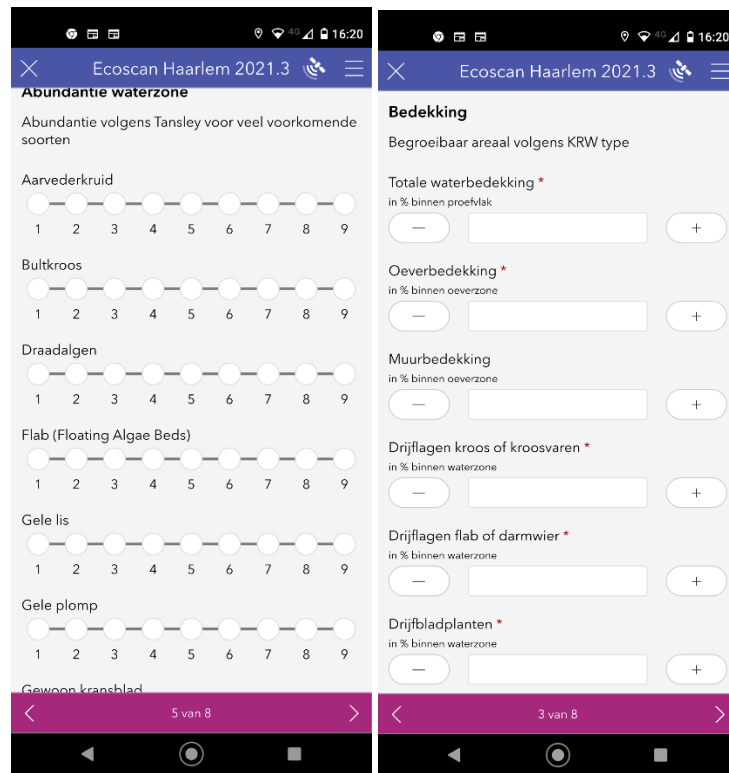 4G 16:20
Ecoscan Haarlem 2021.3
Abundantie waterzone
Abundantie volgens Tansley voor veel voorkomende
soorten
Aarvederkruid
1 2 3 4 5 6 7 8 9
Bultkroos
1 2 3 4 5 6 7 8 9
Draadalgen
1 2 3 4 5 6 7 8 9
Flab (Floating Algae Beds)
1 2 3 4 5 6 7 8 9
Gele lis
1 2 3 4 5 6 7 8 9
Gele plomp
1 2 3 4 5 6 7 8 9
Gewoon kransblad
5 van 8
4G 16:20
Ecoscan Haarlem 2021.3
Bedekking
Begroeibaar areaal volgens KRW type
Totale waterbedekking *
in % binnen proefvlak
Oeverbedekking *
in % binnen oeverzone
Muurbedekking
in % binnen oeverzone
Drijflagen kroos of kroosvaren *
in % binnen waterzone
Drijflagen flab of darmwier *
in % binnen waterzone
Drijfbladplanten *
in % binnen waterzone
3 van 8